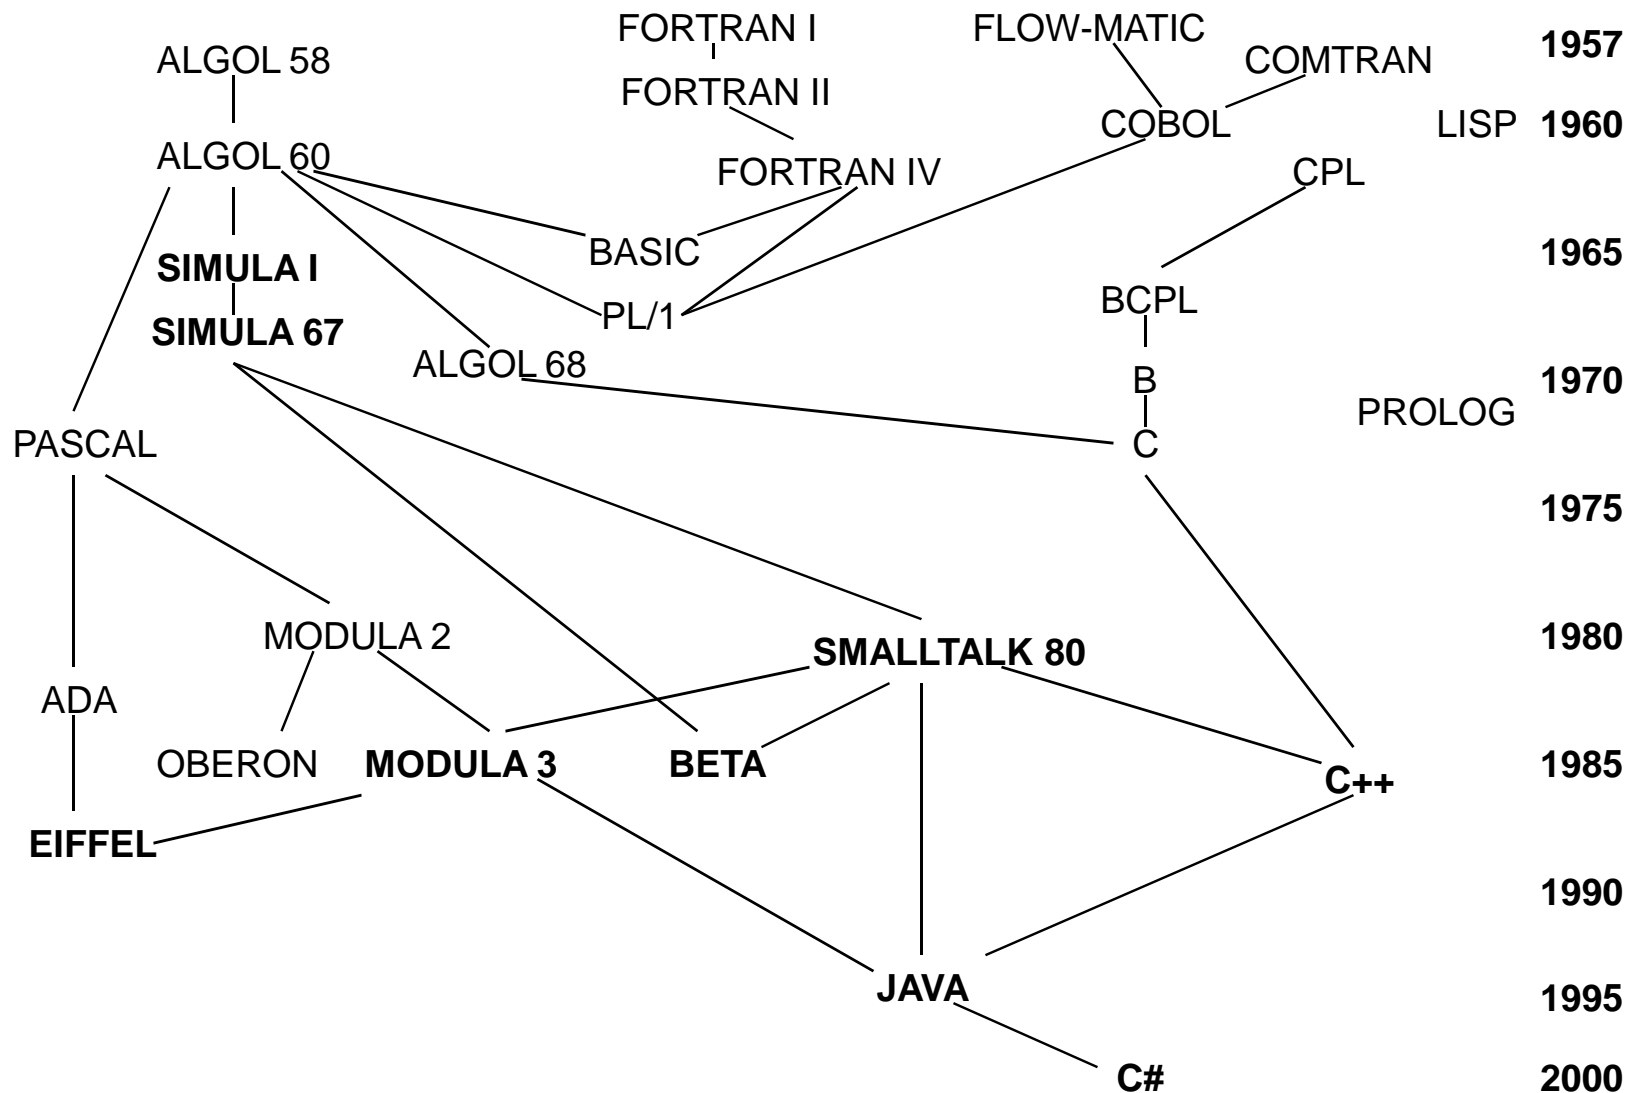 FORTRAN I
FLOW-MATIC
1957
ALGOL 58
COMTRAN
FORTRAN II
COBOL
LISP
1960
ALGOL 60
FORTRAN IV
CPL
BASIC
1965
SIMULA I
BCPL
PL/1
SIMULA 67
ALGOL 68
B
1970
PROLOG
PASCAL
C
1975
MODULA 2
1980
SMALLTALK 80
ADA
OBERON
MODULA 3
BETA
1985
C++
EIFFEL
1990
JAVA
1995
C#
2000